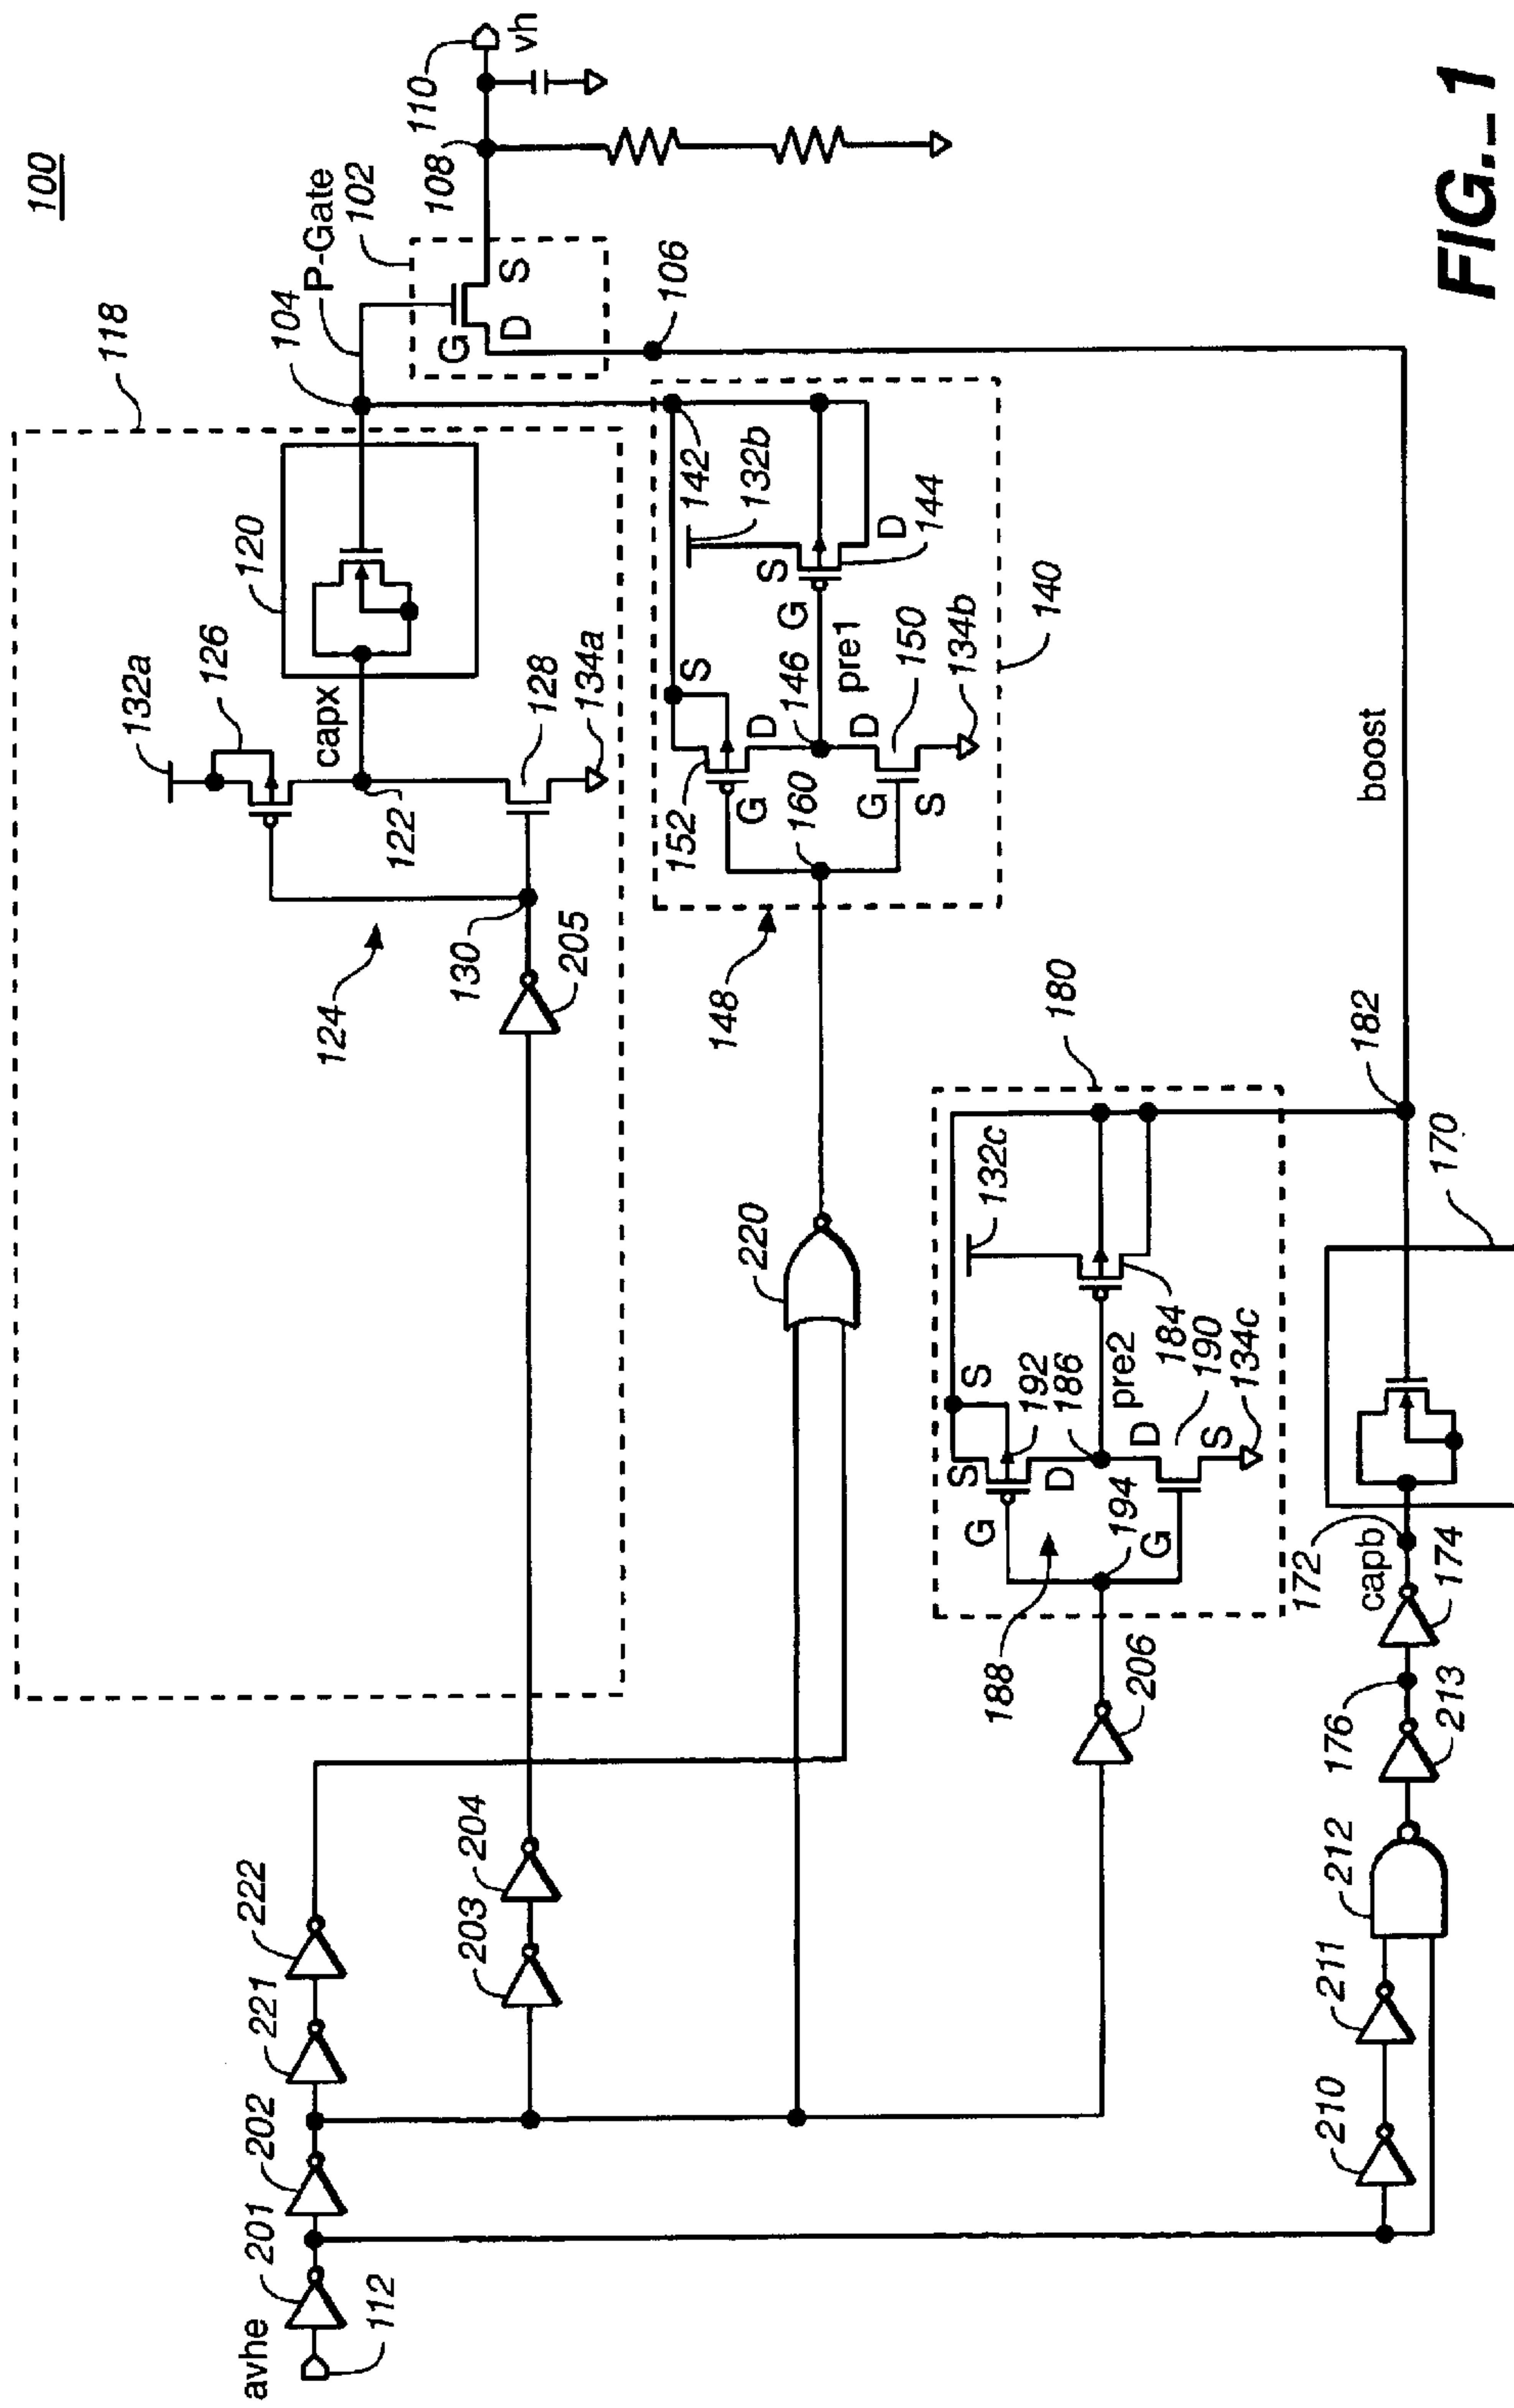 100
118
132a
126
capx
120
104
P-Gate
102
110
vh
G
D
S
108
106
122
128
134a
124
130
205
142
132b
S
144
D
G
152
S
G
D
146
pre1
D
150
160
G
S
134b
140
148
boost
avhe
201
202
221
222
112
203
204
220
180
132c
182
S
S
G
192
D
186
pre2
184
190
D
194
G
S
134c
188
206
170
210
211
212
213
176
172
capb
174
FIG._1